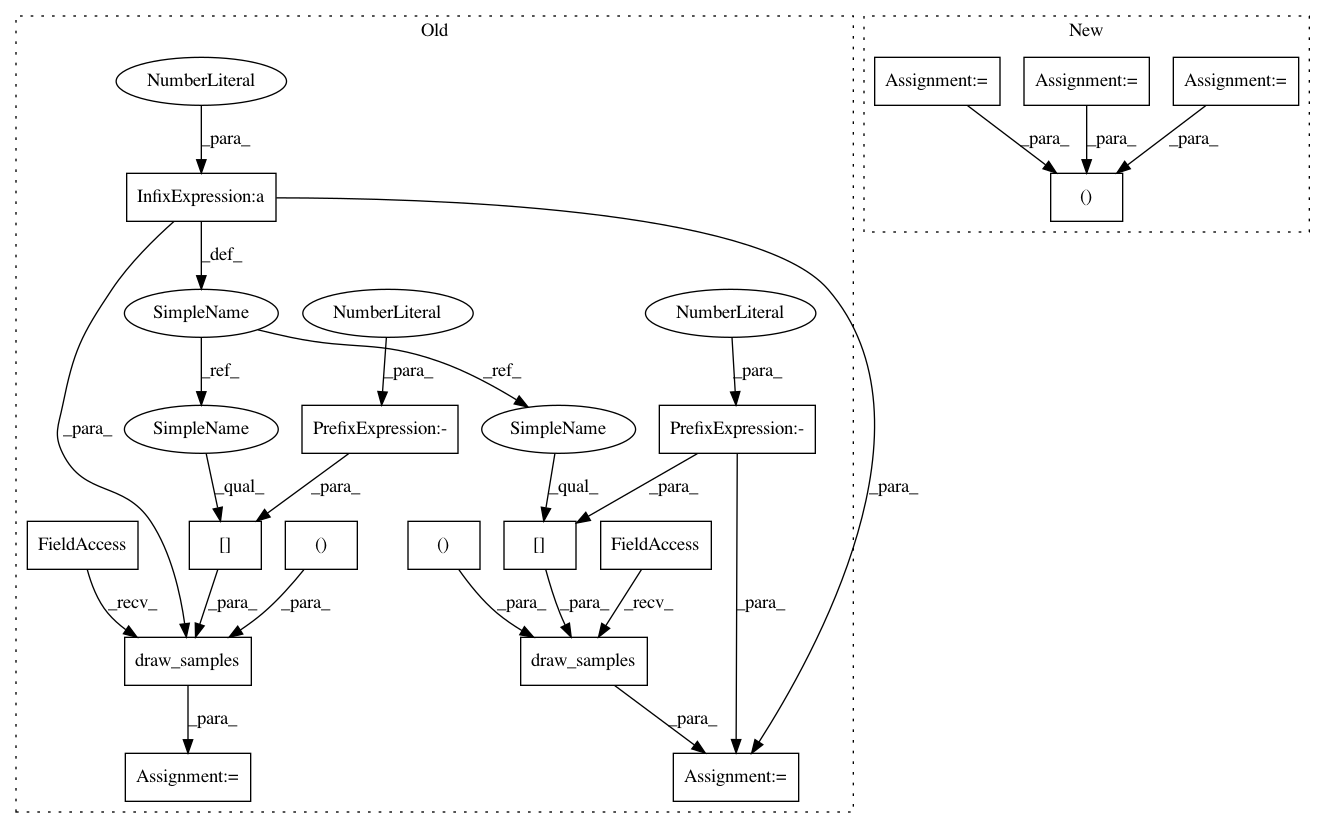 Old
New
NumberLiteral
Assignment:=
Assignment:=
Assignment:=
_para_
_para_
_para_
_para_
InfixExpression:a
()
_def_
SimpleName
NumberLiteral
NumberLiteral
_ref_
_para_
_ref_
_para_
_para_
SimpleName
PrefixExpression:-
SimpleName
PrefixExpression:-
_qual_
_para_
_qual_
_para_
_para_
FieldAccess
[]
()
()
[]
FieldAccess
_recv_
_para_
_para_
_para_
_para_
_recv_
_para_
draw_samples
draw_samples
_para_
_para_
Assignment:=
Assignment:=